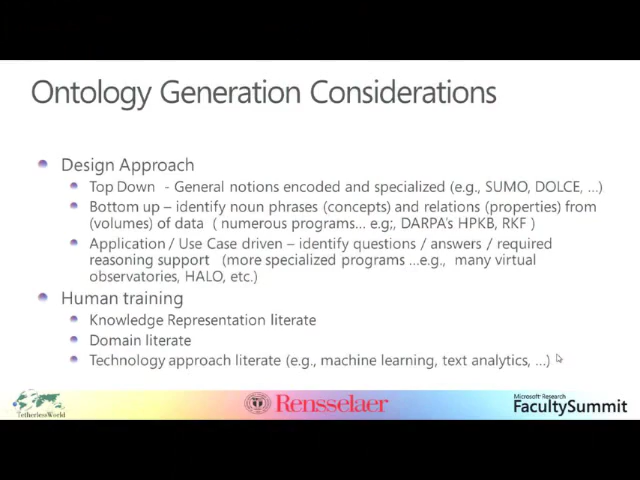 Ontology Generation Considerations
Design Approach
Top Down - General notions encoded and specialized (e.g., SUMO, DOLCE, ...)
Bottom up – identify noun phrases (concepts) and relations (properties) from
(volumes) of data ( numerous programs... e.g;, DARPA's HPKB, RKF )
Application / Use Case driven – identify questions / answers / required
reasoning support (more specialized programs ...e.g., many virtual
observatories, HALO, etc.)
Human training
Knowledge Representation literate
Domain literate
Technology approach literate (e.g., machine learning, text analytics, ...)
TetherlessWorld
Rensselaer
Microsoft Research
FacultySummit